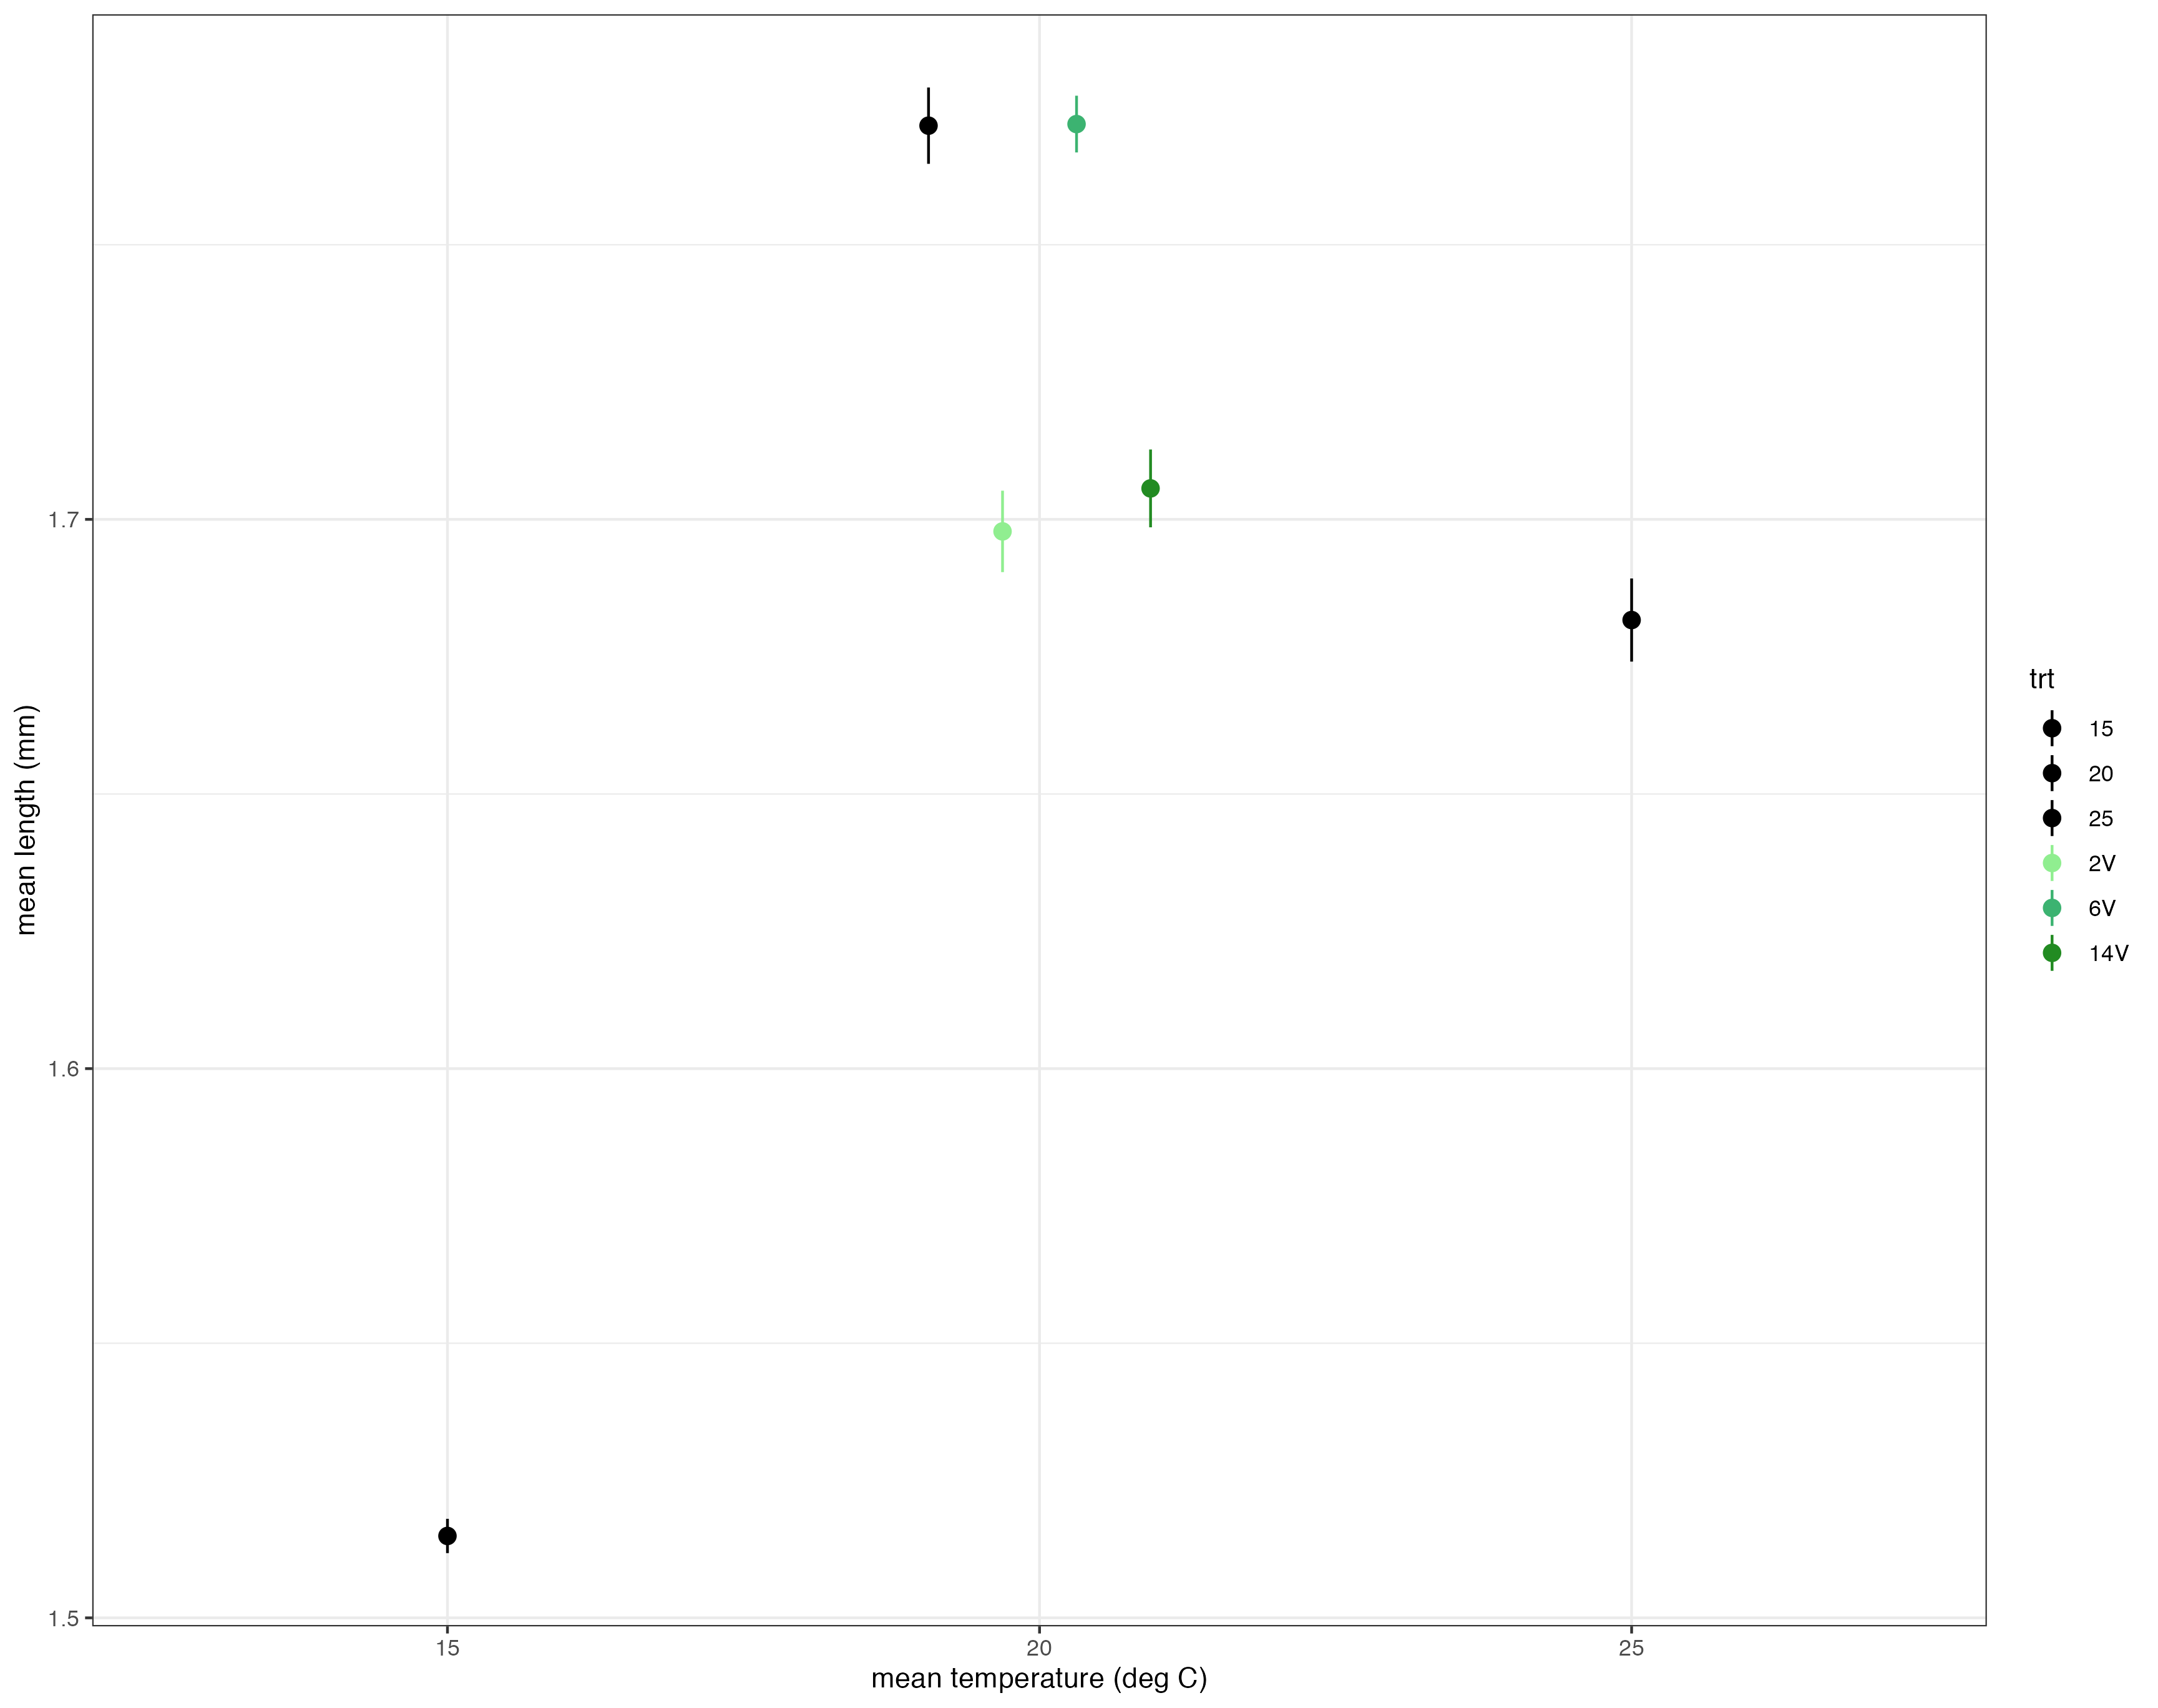 mean length (mm)
1.7
1.6
1.5
15 20 25
mean temperature (deg C)
trt
15
20
25
2V
6V
14V